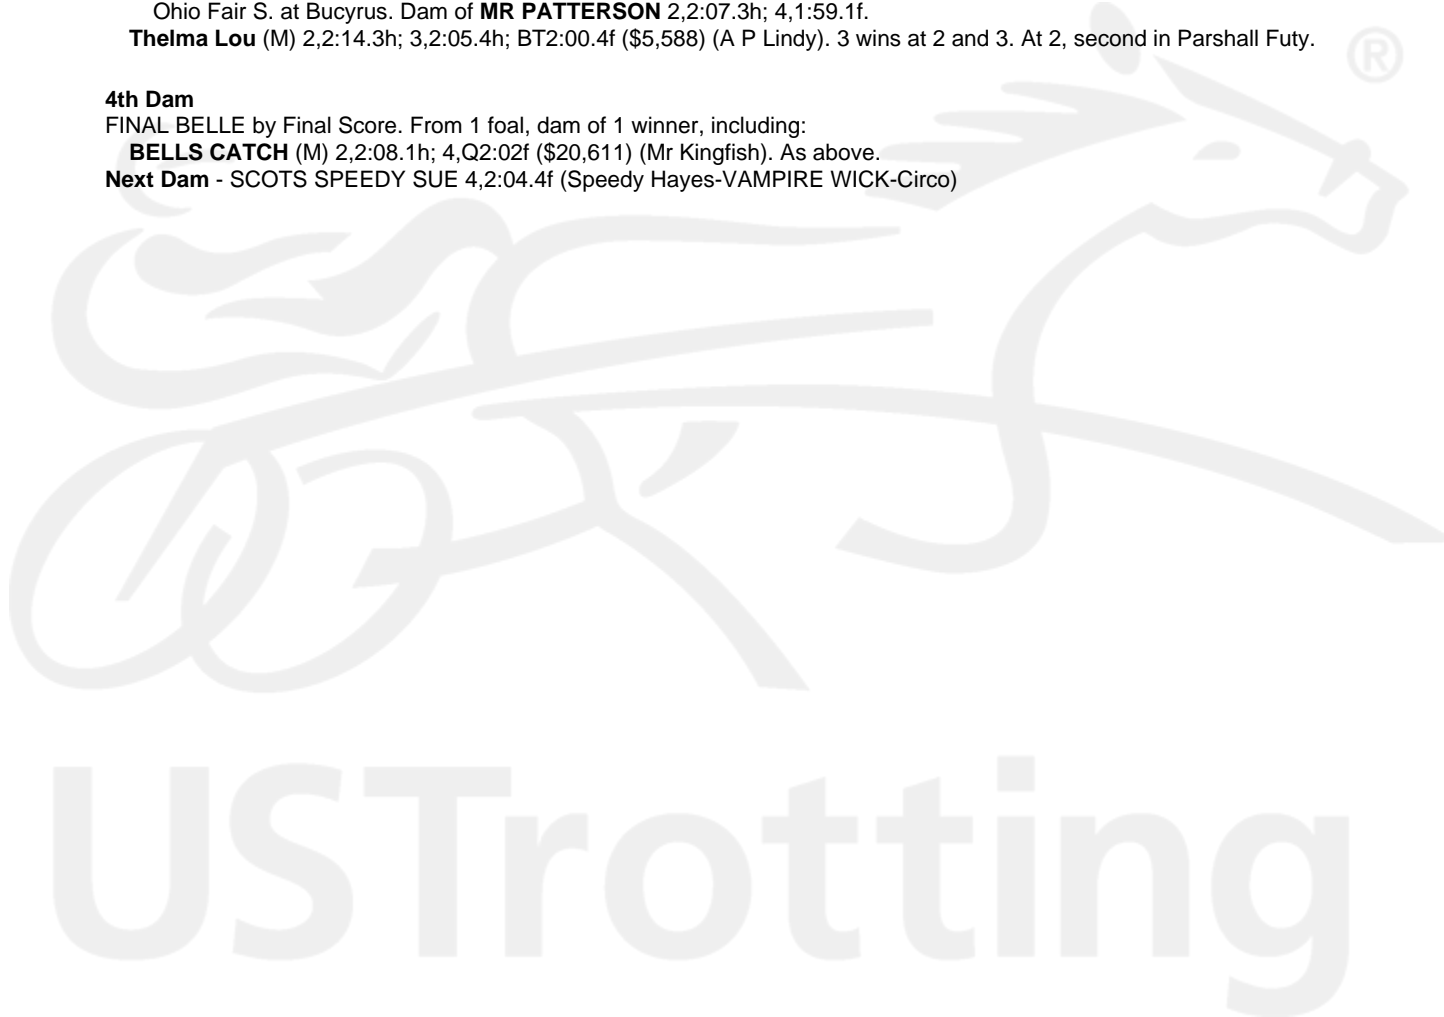 Ohio Fair S. at Bucyrus. Dam of MR PATTERSON 2,2:07.3h; 4,1:59.1f.
Thelma Lou (M) 2,2:14.3h; 3,2:05.4h; BT2:00.4f ($5,588) (A P Lindy). 3 wins at 2 and 3. At 2, second in Parshall Futy.
4th Dam
FINAL BELLE by Final Score. From 1 foal, dam of 1 winner, including:
BELLS CATCH (M) 2,2:08.1h; 4,Q2:02f ($20,611) (Mr Kingfish). As above.
Next Dam - SCOTS SPEEDY SUE 4,2:04.4f (Speedy Hayes-VAMPIRE WICK-Circo)
®
USTrotting